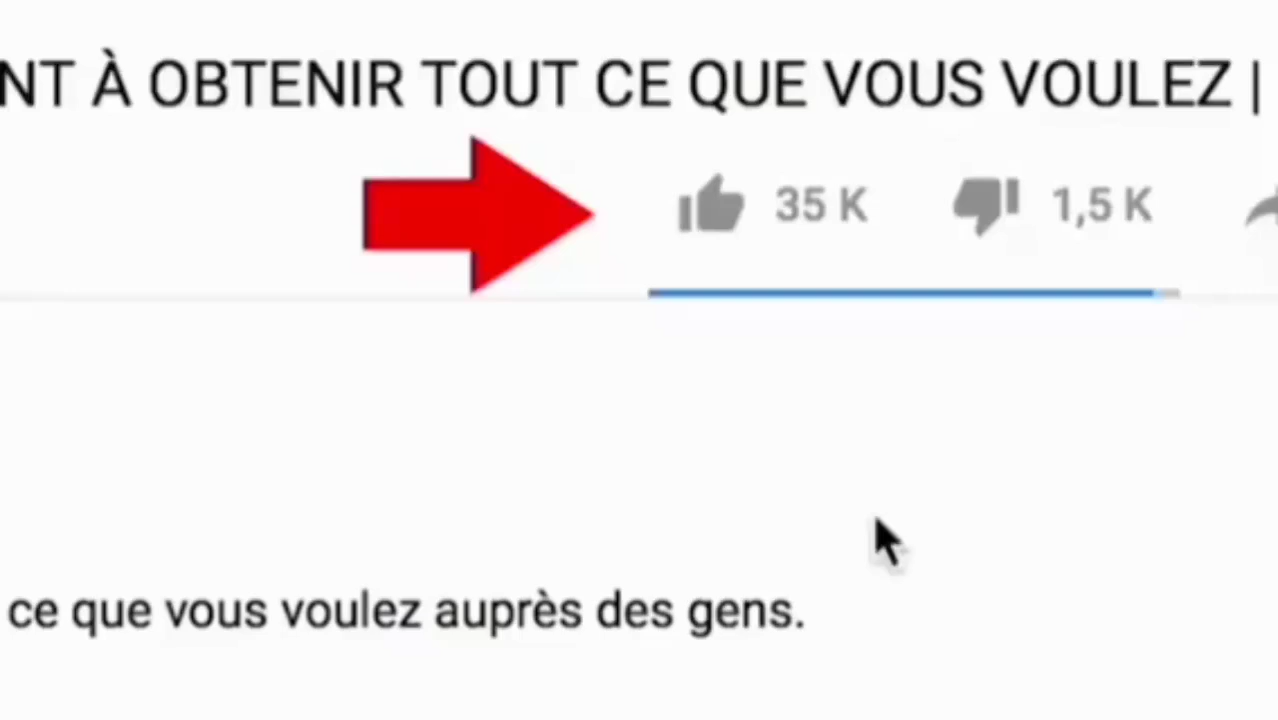 NT À OBTENIR TOUT CE QUE VOUS VOULEZ |
35 K 1,5 K
ce que vous voulez auprès des gens.